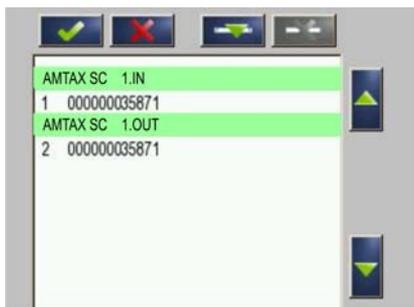 AMTAX SC 1.IN
1 000000035871
AMTAX SC 1.OUT
2 000000035871